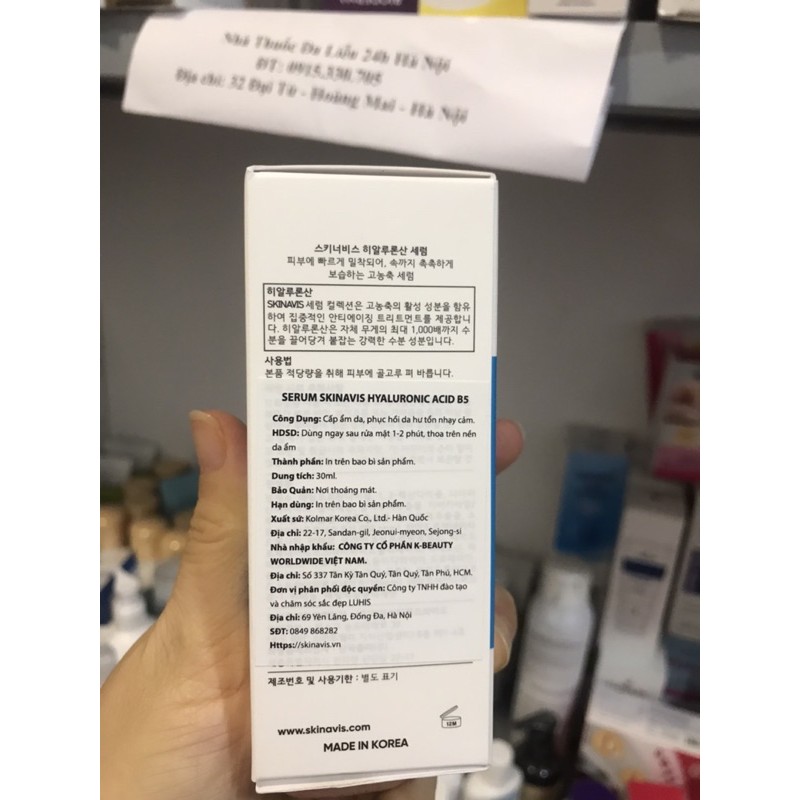 Nhà Thuốc Da Liễu 24h Hà Nội
ĐT: 0915.330.705
Địa chỉ: 32 Đại Từ - Hoàng Mai - Hà Nội
스키너비스 히알루론산 세럼
피부에 빠르게 밀착되어, 속까지 촉촉하게
보습하는 고농축 세럼
히알루론산
SKINAVIS 세럼 컬렉션은 고농축의 활성 성분을 함유
하여 집중적인 안티에이징 트리트먼트를 제공합니
다. 히알루론산은 자체 무게의 최대 1,000배까지 수
분을 끌어당겨 붙잡는 강력한 수분 성분입니다.
사용법
본품 적당량을 취해 피부에 골고루 펴 바릅니다.
SERUM SKINAVIS HYALURONIC ACID B5
Công Dụng: Cấp ẩm da, phục hồi da hư tổn nhạy cảm.
HDSD: Dùng ngay sau rửa mặt 1-2 phút, thoa trên nền
da ẩm
Thành phần: In trên bao bì sản phẩm.
Dung tích: 30ml.
Bảo Quản: Nơi thoáng mát.
Hạn dùng: In trên bao bì sản phẩm.
Xuất sứ: Kolmar Korea Co., Ltd.- Hàn Quốc
Địa chỉ: 22-17, Sandan-gil, Jeonui-myeon, Sejong-si
Nhà nhập khẩu: CÔNG TY CỔ PHẦN K-BEAUTY
WORLDWIDE VIỆT NAM.
Địa chỉ: Số 337 Tân Kỳ Tân Quý, Tân Quý, Tân Phú, HCM.
Đơn vị phân phối độc quyền: Công ty TNHH đào tạo
và chăm sóc sắc đẹp LUHIS
Địa chỉ: 69 Yên Lãng, Đống Đa, Hà Nội
SĐT: 0849 868282
Https://skinavis.vn
제조번호 및 사용기한 : 별도 표기
www.skinavis.com
12M
MADE IN KOREA